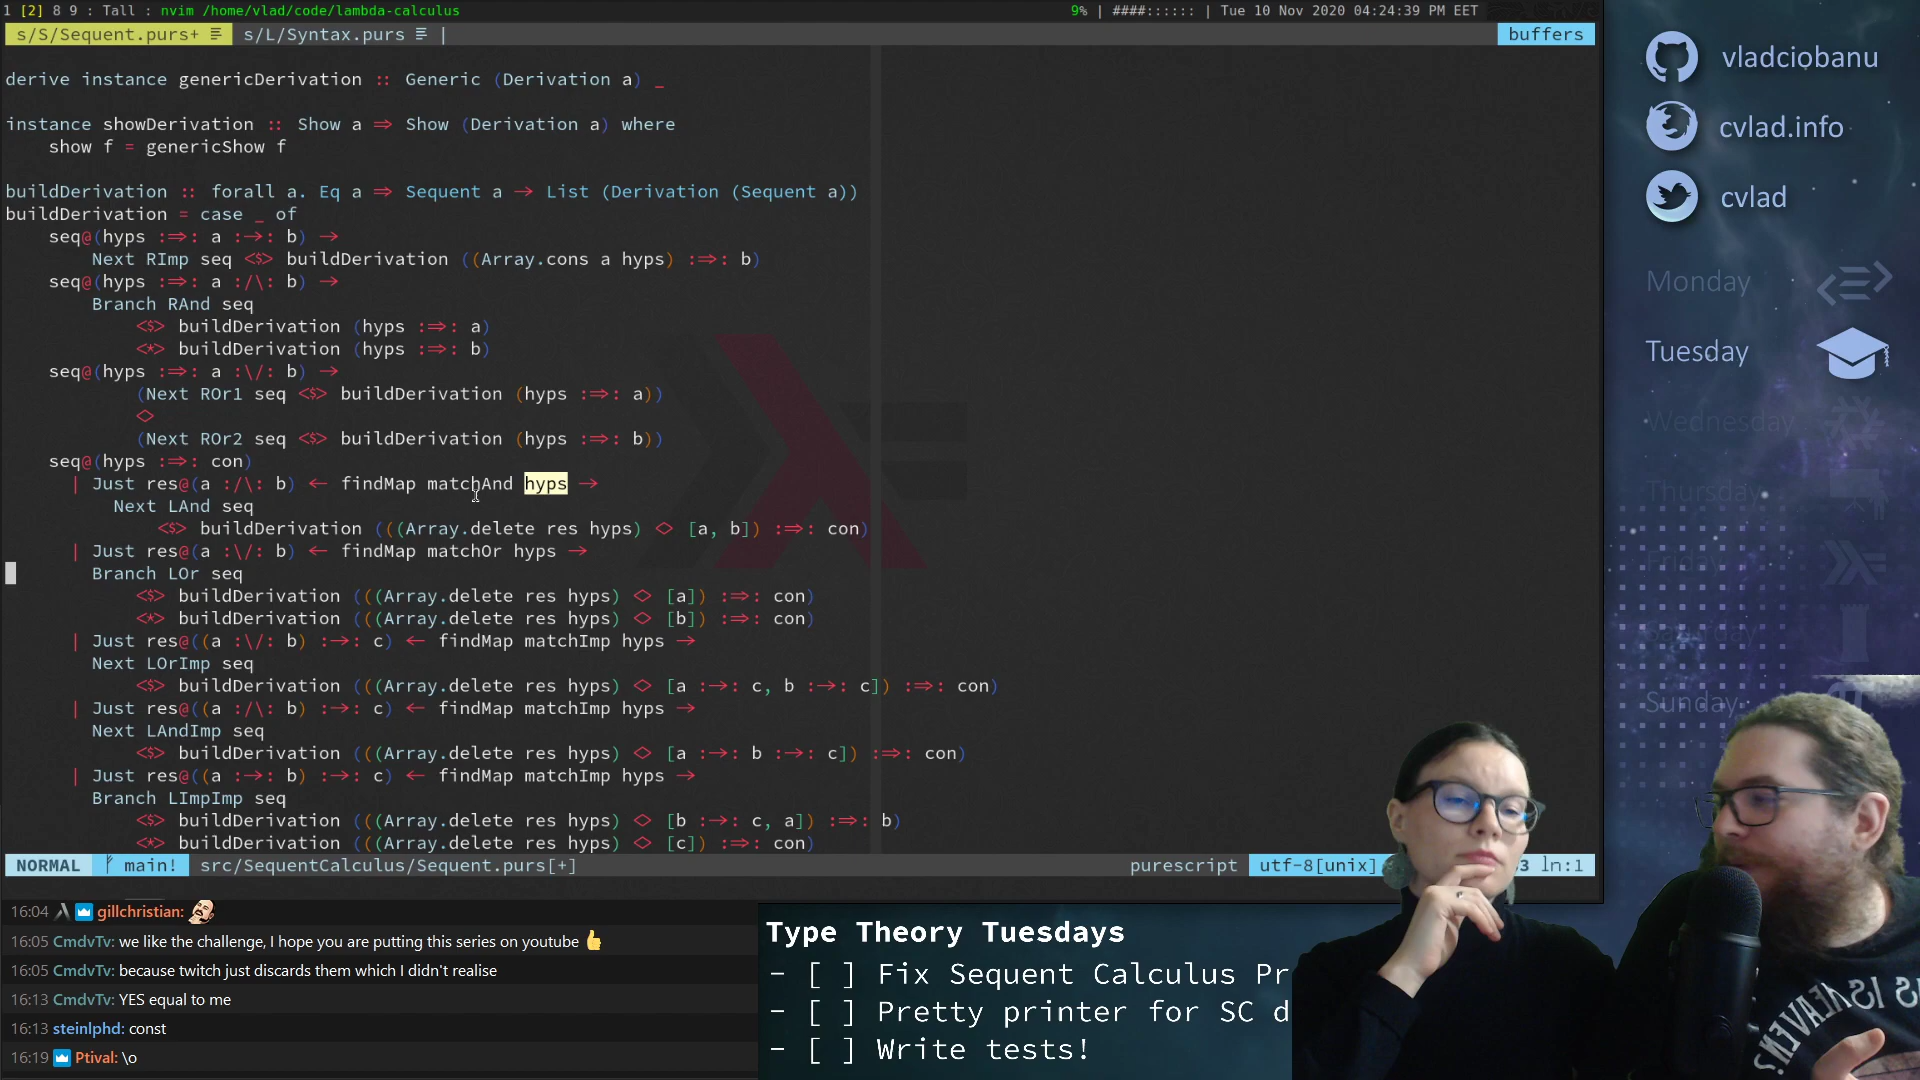 1 [2] 8 9 : Tall : nvim /home/vlad/code/lambda-calculus
9% | ####:::::: | Tue 10 Nov 2020 04:24:39 PM EET
s/S/Sequent.purs+ s/L/Syntax.purs |
buffers
derive instance genericDerivation :: Generic (Derivation a) _
instance showDerivation :: Show a ⇒ Show (Derivation a) where
show f = genericShow f
buildDerivation :: forall a. Eq a ⇒ Sequent a → List (Derivation (Sequent a))
buildDerivation = case _ of
seq@(hyps :⇒: a :→: b) →
Next RImp seq <$> buildDerivation ((Array.cons a hyps) :⇒: b)
seq@(hyps :⇒: a :/\: b) →
Branch RAnd seq
<$> buildDerivation (hyps :⇒: a)
<*> buildDerivation (hyps :⇒: b)
seq@(hyps :⇒: a :\/: b) →
(Next ROr1 seq <$> buildDerivation (hyps :⇒: a))
<>
(Next ROr2 seq <$> buildDerivation (hyps :⇒: b))
seq@(hyps :⇒: con)
| Just res@(a :/\: b) ← findMap matchAnd hyps →
Next LAnd seq
<$> buildDerivation (((Array.delete res hyps) <> [a, b]) :⇒: con)
| Just res@(a :\/: b) ← findMap matchOr hyps →
Branch LOr seq
<$> buildDerivation (((Array.delete res hyps) <> [a]) :⇒: con)
<*> buildDerivation (((Array.delete res hyps) <> [b]) :⇒: con)
| Just res@((a :\/: b) :→: c) ← findMap matchImp hyps →
Next LOrImp seq
<$> buildDerivation (((Array.delete res hyps) <> [a :→: c, b :→: c]) :⇒: con)
| Just res@((a :/\: b) :→: c) ← findMap matchImp hyps →
Next LAndImp seq
<$> buildDerivation (((Array.delete res hyps) <> [a :→: b :→: c]) :⇒: con)
| Just res@((a :→: b) :→: c) ← findMap matchImp hyps →
Branch LImpImp seq
<$> buildDerivation (((Array.delete res hyps) <> [b :→: c, a]) :⇒: b)
<*> buildDerivation (((Array.delete res hyps) <> [c]) :⇒: con)
NORMAL main! src/SequentCalculus/Sequent.purs[+]
purescript utf-8[unix] 3 ln:1
16:04 gillchristian:
16:05 CmdvTv: we like the challenge, I hope you are putting this series on youtube 👍
16:05 CmdvTv: because twitch just discards them which I didn't realise
16:13 CmdvTv: YES equal to me
16:13 steinlphd: const
16:19 Ptival: \o
Type Theory Tuesdays
- [ ] Fix Sequent Calculus Pr
- [ ] Pretty printer for SC d
- [ ] Write tests!
vladciobanu
cvlad.info
cvlad
Monday
Tuesday
Wednesday
Thursday
Friday
Saturday
Sunday